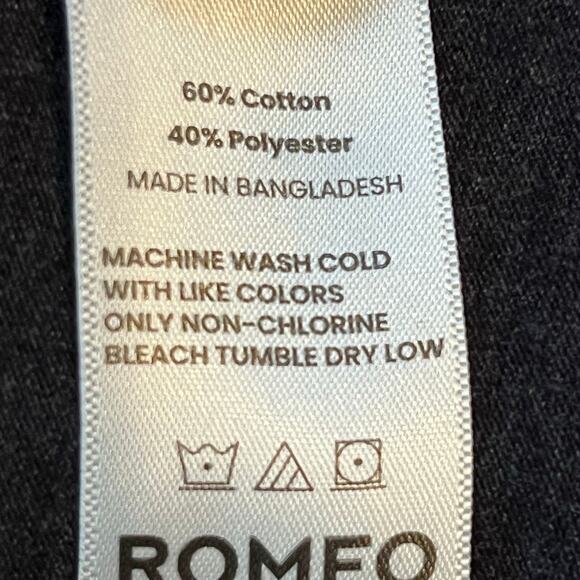 60% Cotton
40% Polyester
MADE IN BANGLADESH
MACHINE WASH COLD
WITH LIKE COLORS
ONLY NON-CHLORINE
BLEACH TUMBLE DRY LOW
ROMEO